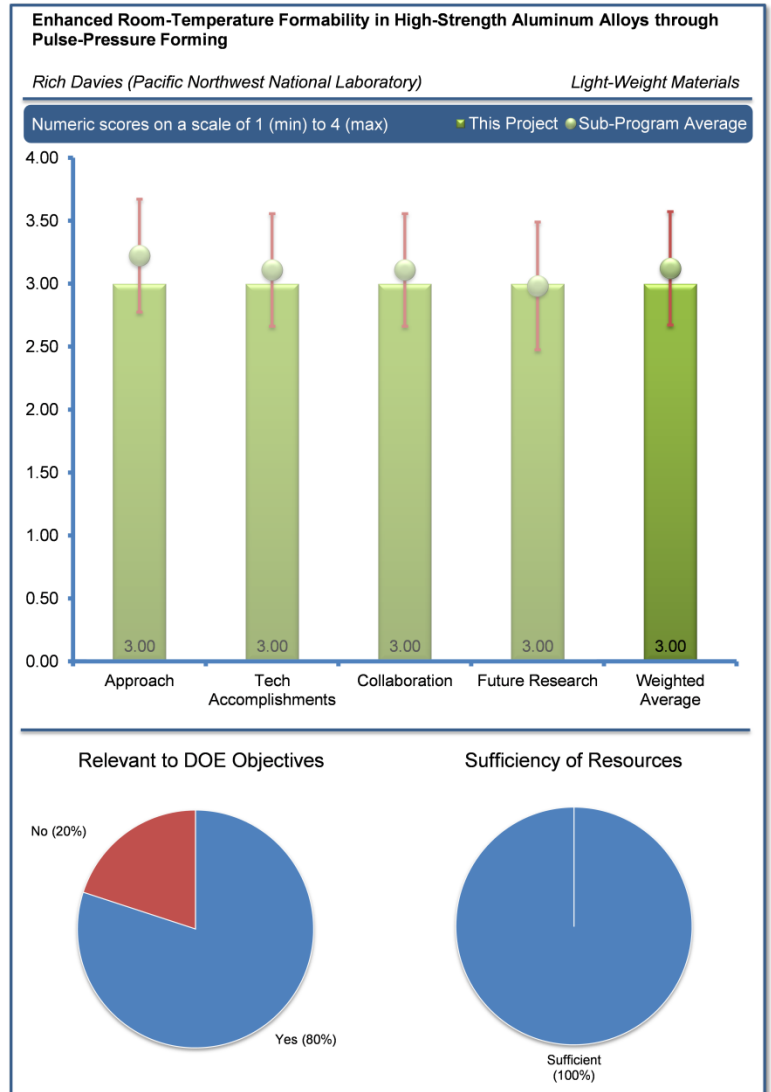 Enhanced Room-Temperature Formability in High-Strength Aluminum Alloys through
Pulse-Pressure Forming
Rich Davies (Pacific Northwest National Laboratory) Light-Weight Materials
Numeric scores on a scale of 1 (min) to 4 (max) This Project Sub-Program Average
4.00
3.50
3.00
2.50
2.00
1.50
1.00
0.50
0.00
3.00 3.00 3.00 3.00 3.00
Approach Tech Collaboration Future Research Weighted
Accomplishments Average
Relevant to DOE Objectives Sufficiency of Resources
No (20%)
Yes (80%)
Sufficient
(100%)